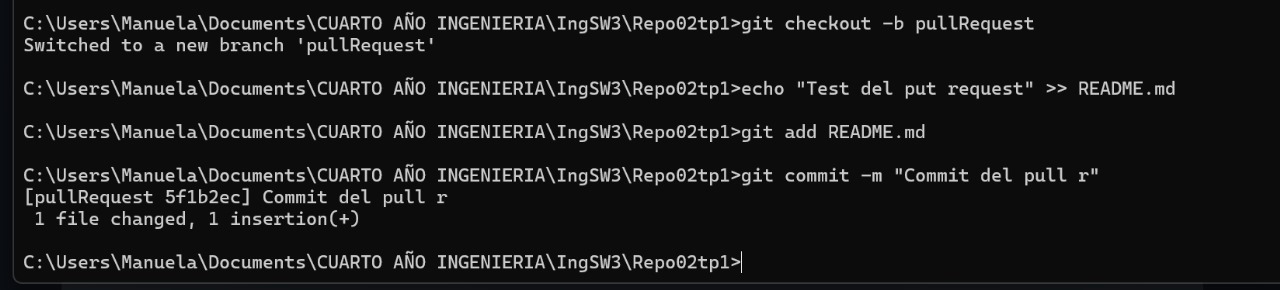 C:\Users\Manuela\Documents\CUARTO AÑO INGENIERIA\IngSW3\Repo02tp1>git checkout -b pullRequest
Switched to a new branch 'pullRequest'
C:\Users\Manuela\Documents\CUARTO AÑO INGENIERIA\IngSW3\Repo02tp1>echo "Test del put request" >> README.md
C:\Users\Manuela\Documents\CUARTO AÑO INGENIERIA\IngSW3\Repo02tp1>git add README.md
C:\Users\Manuela\Documents\CUARTO AÑO INGENIERIA\IngSW3\Repo02tp1>git commit -m "Commit del pull r"
[pullRequest 5f1b2ec] Commit del pull r
 1 file changed, 1 insertion(+)
C:\Users\Manuela\Documents\CUARTO AÑO INGENIERIA\IngSW3\Repo02tp1>